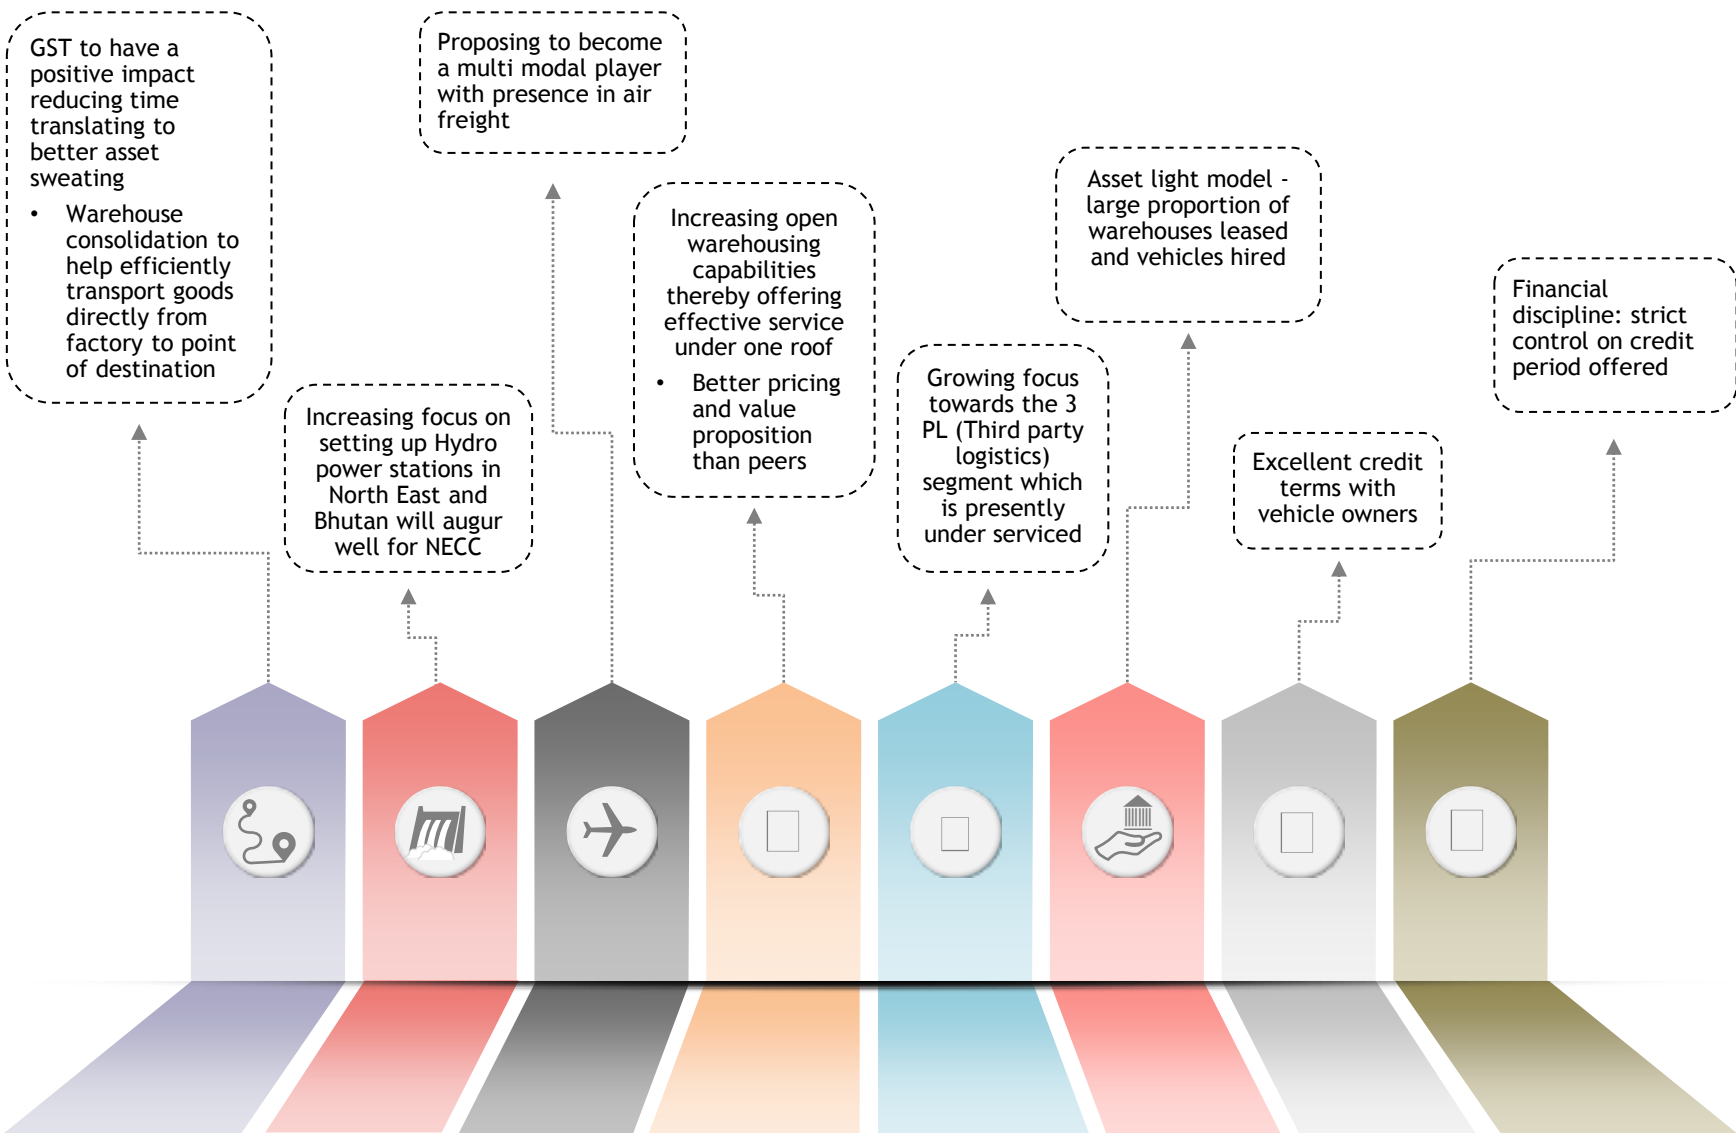 GST to have a
positive impact
reducing time
translating to
better asset
sweating
• Warehouse
consolidation to
help efficiently
transport goods
directly from
factory to point
of destination
Increasing focus on
setting up Hydro
power stations in
North East and
Bhutan will augur
well for NECC
Proposing to become
a multi modal player
with presence in air
freight
Increasing open
warehousing
capabilities
thereby offering
effective service
under one roof
• Better pricing
and value
proposition
than peers
Growing focus
towards the 3
PL (Third party
logistics)
segment which
is presently
under serviced
Asset light model -
large proportion of
warehouses leased
and vehicles hired
Excellent credit
terms with
vehicle owners
Financial
discipline: strict
control on credit
period offered